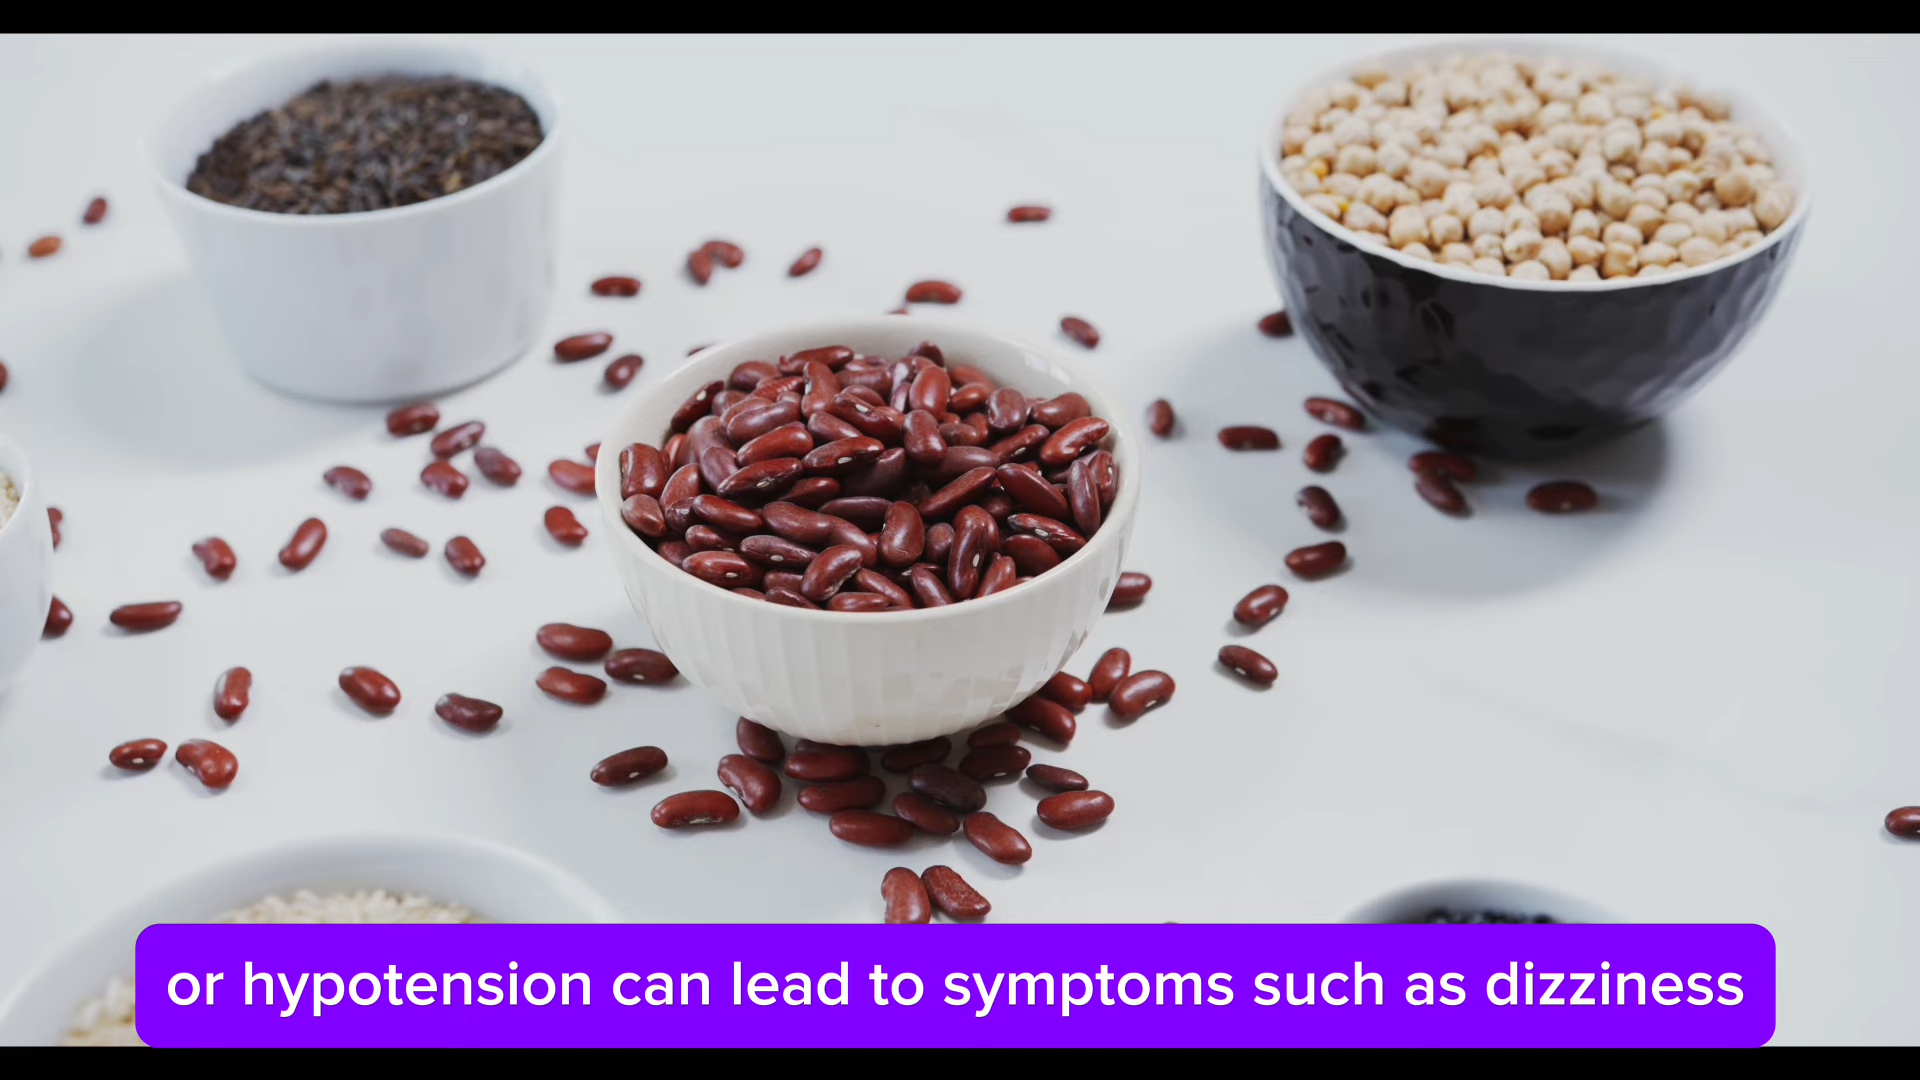 or hypotension can lead to symptoms such as dizziness